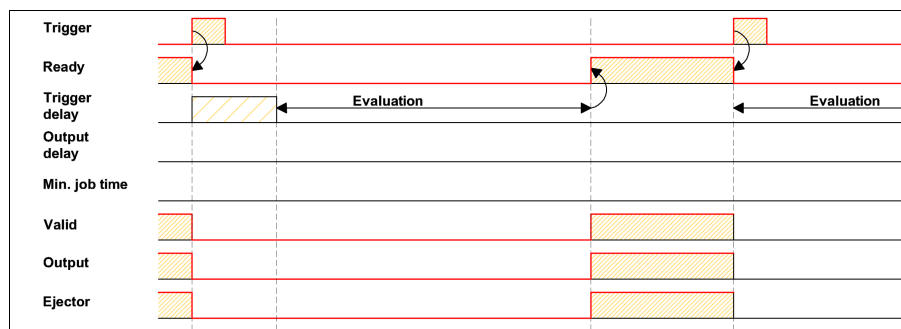 Trigger
Ready
Trigger
delay
Evaluation
Evaluation
Output
delay
Min. job time
Valid
Output
Ejector